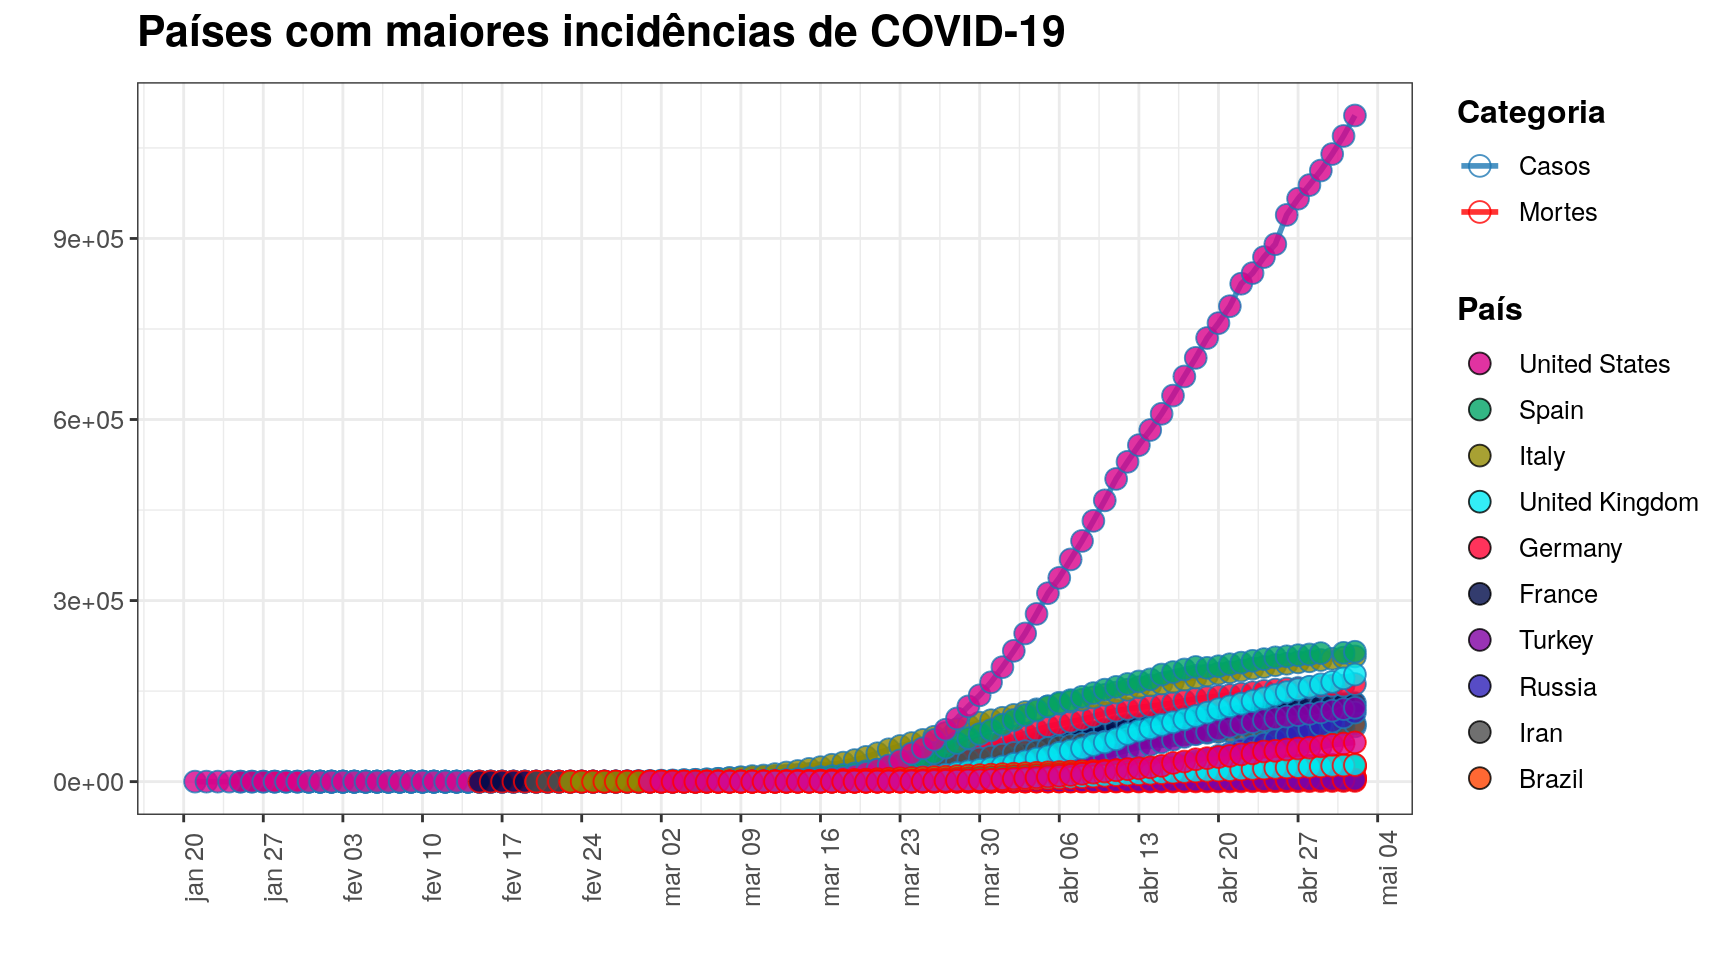 Países com maiores incidências de COVID-19
9e+05
6e+05
3e+05
0e+00
jan 20
jan 27
fev 03
fev 10
fev 17
fev 24
mar 02
mar 09
mar 16
mar 23
mar 30
abr 06
abr 13
abr 20
abr 27
mai 04
Categoria
Casos
Mortes
País
United States
Spain
Italy
United Kingdom
Germany
France
Turkey
Russia
Iran
Brazil